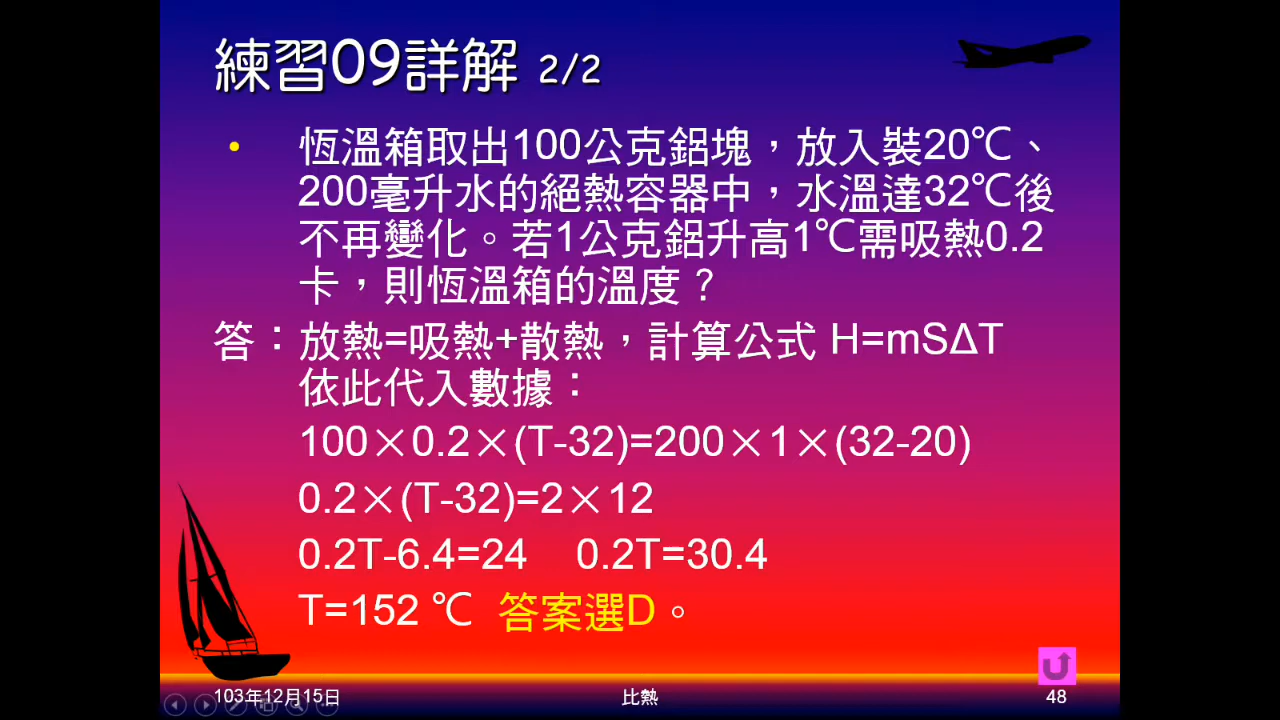 練習09詳解 2/2
• 恆溫箱取出100公克鋁塊，放入裝20℃、
200毫升水的絕熱容器中，水溫達32℃後
不再變化。若1公克鋁升高1℃需吸熱0.2
卡，則恆溫箱的溫度？
答：放熱=吸熱+散熱，計算公式 H=mSΔT
依此代入數據：
100×0.2×(T-32)=200×1×(32-20)
0.2×(T-32)=2×12
0.2T-6.4=24 0.2T=30.4
T=152 ℃ 答案選D。
103年12月15日 比熱 48